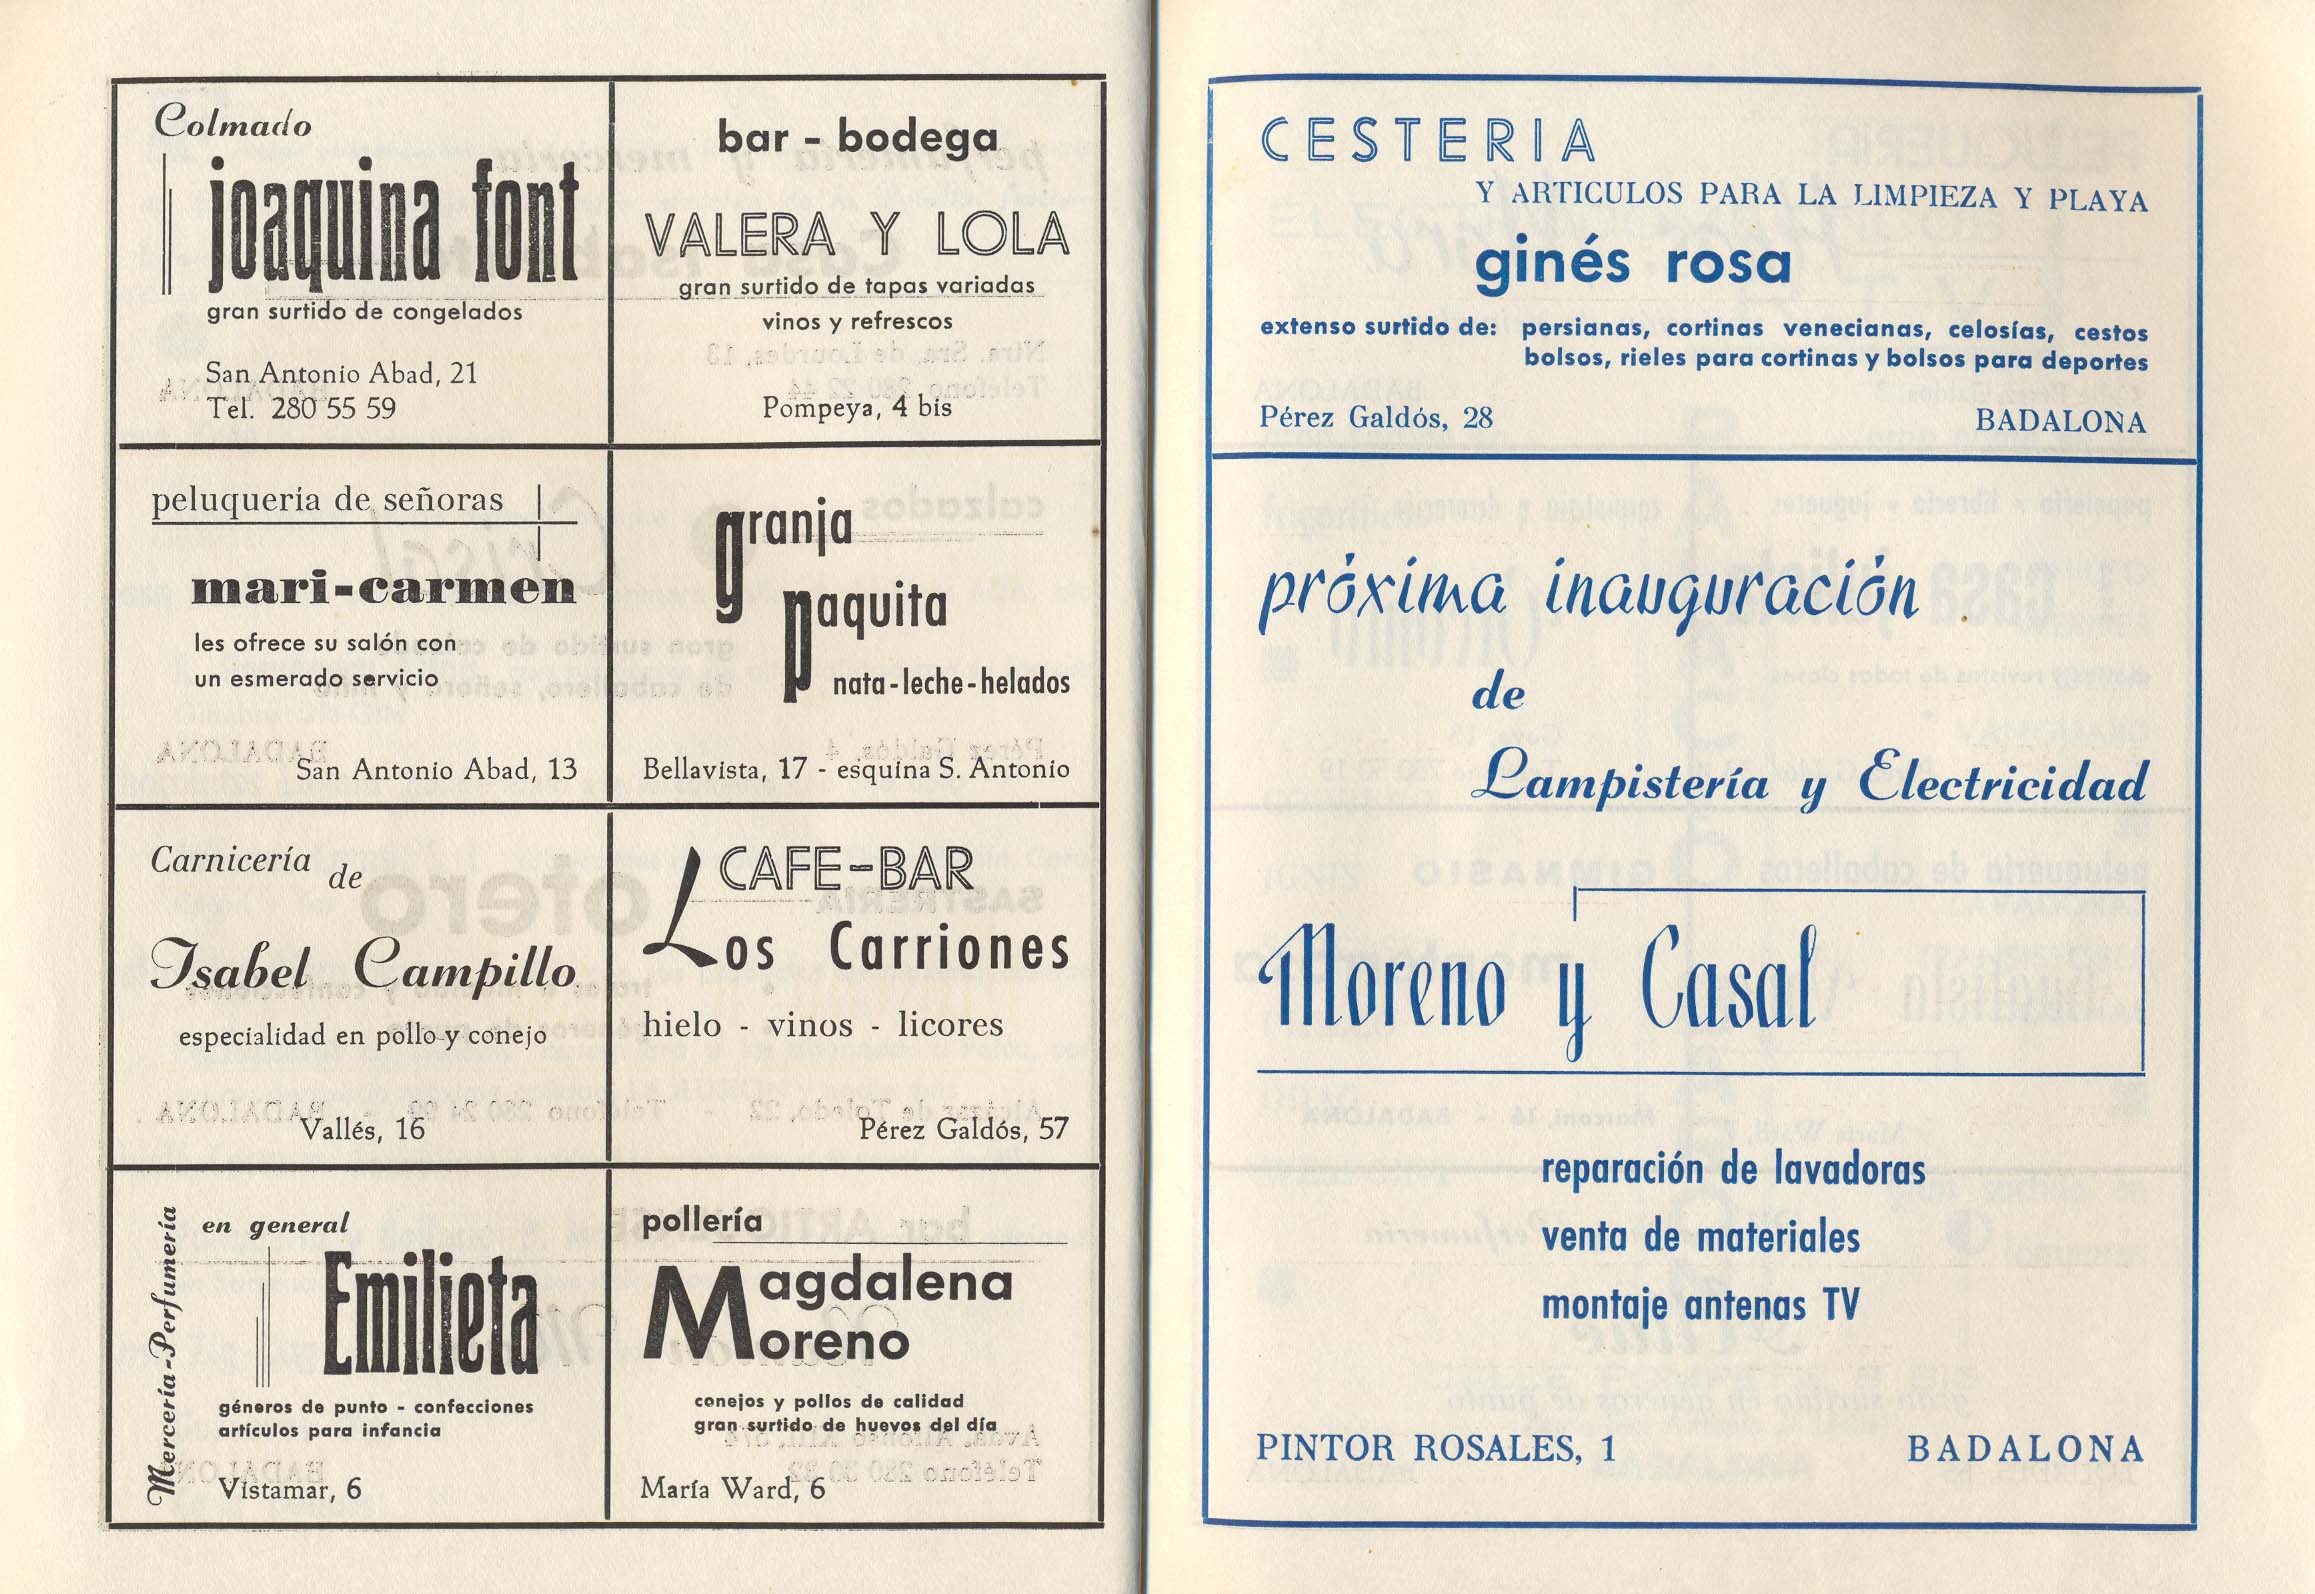 Colmado
joaquina font
gran surtido de congelados
San Antonio Abad, 21
Tel. 280 55 59
bar - bodega
VALERA Y LOLA
gran surtido de tapas variadas
vinos y refrescos
Pompeya, 4 bis
peluquería de señoras
mari-carmen
les ofrece su salón con
un esmerado servicio
San Antonio Abad, 13
granja
paquita
nata - leche - helados
Bellavista, 17 - esquina S. Antonio
Carnicería de
Isabel Campillo
especialidad en pollo y conejo
Vallés, 16
CAFE-BAR
Los Carriones
hielo - vinos - licores
Pérez Galdós, 57
Mercería-Perfumería
en general
Emilieta
géneros de punto - confecciones
artículos para infancia
Vistamar, 6
pollería
Magdalena
Moreno
conejos y pollos de calidad
gran surtido de huevos del día
María Ward, 6
CESTERIA
Y ARTICULOS PARA LA LIMPIEZA Y PLAYA
ginés rosa
extenso surtido de: persianas, cortinas venecianas, celosías, cestos
bolsos, rieles para cortinas y bolsos para deportes
Pérez Galdós, 28 BADALONA
próxima inauguración
de
Lampistería y Electricidad
Moreno y Casal
reparación de lavadoras
venta de materiales
montaje antenas TV
PINTOR ROSALES, 1 BADALONA